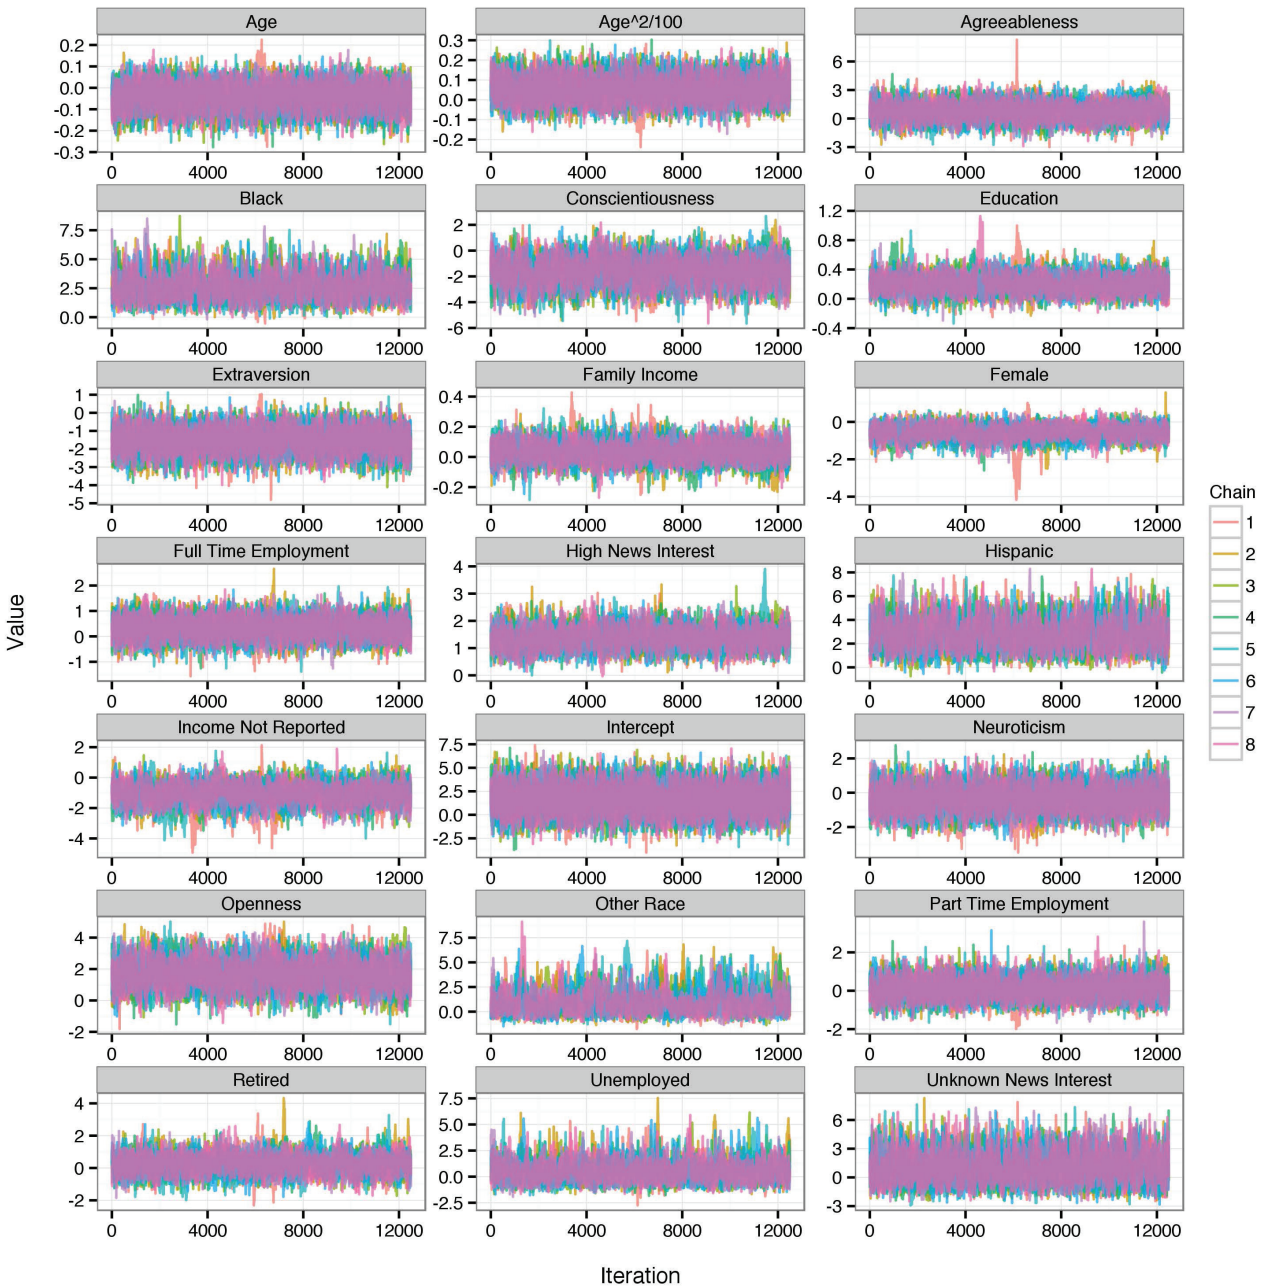 Age
Age^2/100
Agreeableness
0.2
0.1
0.0
-0.1
-0.2
-0.3
0.3
0.2
0.1
0.0
-0.1
-0.2
6
3
0
-3
0 4000 8000 12000
0 4000 8000 12000
0 4000 8000 12000
Black
Conscientiousness
Education
7.5
5.0
2.5
0.0
2
0
-2
-4
-6
1.2
0.8
0.4
0.0
-0.4
0 4000 8000 12000
0 4000 8000 12000
0 4000 8000 12000
Extraversion
Family Income
Female
1
0
-1
-2
-3
-4
-5
0.4
0.2
0.0
-0.2
0
-2
-4
0 4000 8000 12000
0 4000 8000 12000
0 4000 8000 12000
Full Time Employment
High News Interest
Hispanic
2
1
0
-1
4
3
2
1
0
8
6
4
2
0
0 4000 8000 12000
0 4000 8000 12000
0 4000 8000 12000
Income Not Reported
Intercept
Neuroticism
2
0
-2
-4
7.5
5.0
2.5
0.0
-2.5
2
0
-2
0 4000 8000 12000
0 4000 8000 12000
0 4000 8000 12000
Openness
Other Race
Part Time Employment
4
2
0
-2
7.5
5.0
2.5
0.0
2
0
-2
0 4000 8000 12000
0 4000 8000 12000
0 4000 8000 12000
Retired
Unemployed
Unknown News Interest
4
2
0
-2
7.5
5.0
2.5
0.0
-2.5
6
3
0
-3
0 4000 8000 12000
0 4000 8000 12000
0 4000 8000 12000
Value
Iteration
Chain
1
2
3
4
5
6
7
8